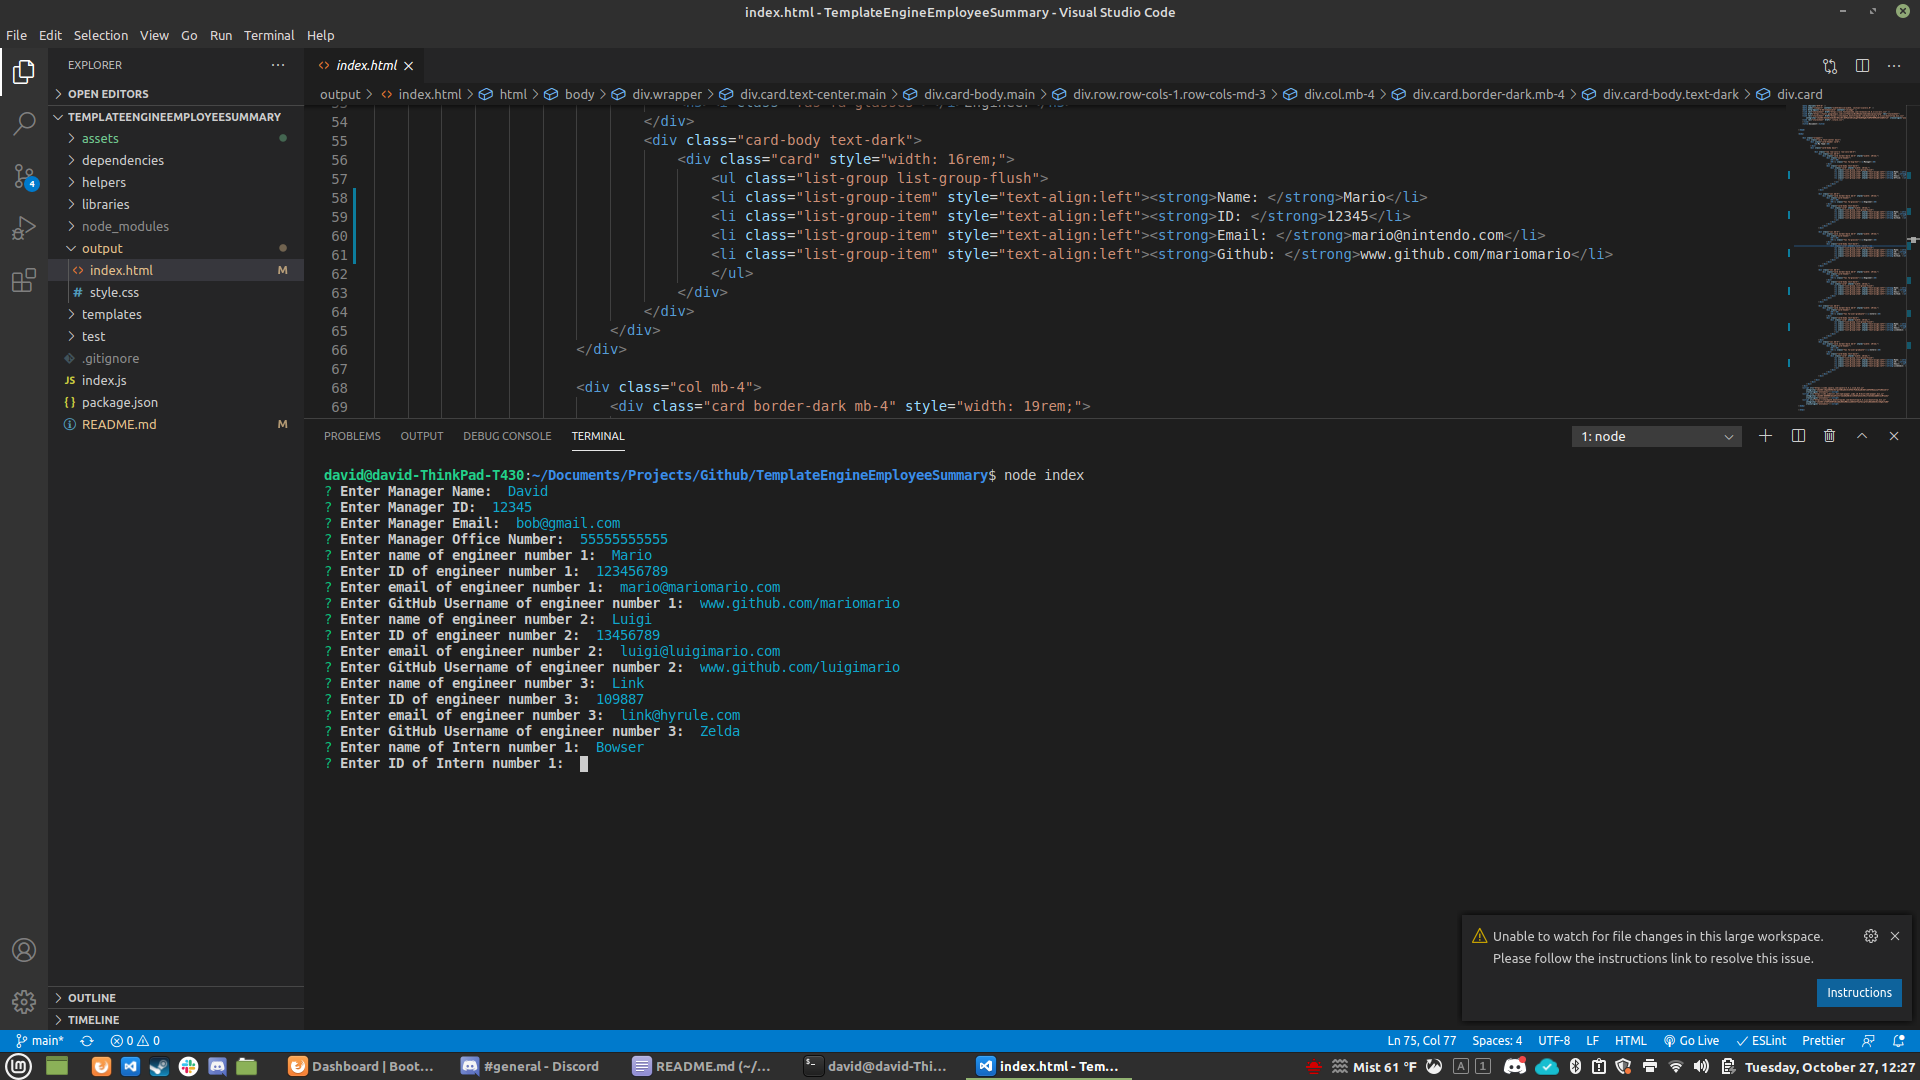 index.html - TemplateEngineEmployeeSummary - Visual Studio Code
File Edit Selection View Go Run Terminal Help
EXPLORER
OPEN EDITORS
TEMPLATEENGINEEMPLOYEESUMMARY
assets
dependencies
helpers
libraries
node_modules
output
index.html M
style.css
templates
test
.gitignore
index.js
package.json
README.md M
OUTLINE
TIMELINE
index.html
output > index.html > html > body > div.wrapper > div.card.text-center.main > div.card-body.main > div.row.row-cols-1.row-cols-md-3 > div.col.mb-4 > div.card.border-dark.mb-4 > div.card-body.text-dark > div.card
54 </div>
55 <div class="card-body text-dark">
56 <div class="card" style="width: 16rem;">
57 <ul class="list-group list-group-flush">
58 <li class="list-group-item" style="text-align:left"><strong>Name: </strong>Mario</li>
59 <li class="list-group-item" style="text-align:left"><strong>ID: </strong>12345</li>
60 <li class="list-group-item" style="text-align:left"><strong>Email: </strong>mario@nintendo.com</li>
61 <li class="list-group-item" style="text-align:left"><strong>Github: </strong>www.github.com/mariomario</li>
62 </ul>
63 </div>
64 </div>
65 </div>
66 </div>
67
68 <div class="col mb-4">
69 <div class="card border-dark mb-4" style="width: 19rem;">
PROBLEMS OUTPUT DEBUG CONSOLE TERMINAL 1: node
david@david-ThinkPad-T430:~/Documents/Projects/Github/TemplateEngineEmployeeSummary$ node index
? Enter Manager Name: David
? Enter Manager ID: 12345
? Enter Manager Email: bob@gmail.com
? Enter Manager Office Number: 55555555555
? Enter name of engineer number 1: Mario
? Enter ID of engineer number 1: 123456789
? Enter email of engineer number 1: mario@mariomario.com
? Enter GitHub Username of engineer number 1: www.github.com/mariomario
? Enter name of engineer number 2: Luigi
? Enter ID of engineer number 2: 13456789
? Enter email of engineer number 2: luigi@luigimario.com
? Enter GitHub Username of engineer number 2: www.github.com/luigimario
? Enter name of engineer number 3: Link
? Enter ID of engineer number 3: 109887
? Enter email of engineer number 3: link@hyrule.com
? Enter GitHub Username of engineer number 3: Zelda
? Enter name of Intern number 1: Bowser
? Enter ID of Intern number 1:
Unable to watch for file changes in this large workspace.
Please follow the instructions link to resolve this issue.
Instructions
main* 0 0 Ln 75, Col 77 Spaces: 4 UTF-8 LF HTML Go Live ESLint Prettier
Dashboard | Boot... #general - Discord README.md (~/... david@david-Thi... index.html - Tem... Mist 61 °F A 1 Tuesday, October 27, 12:27